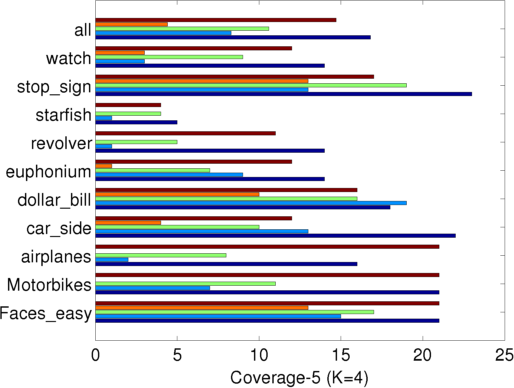 all
watch
stop_sign
starfish
revolver
euphonium
dollar_bill
car_side
airplanes
Motorbikes
Faces_easy
0 5 10 15 20 25
Coverage-5 (K=4)